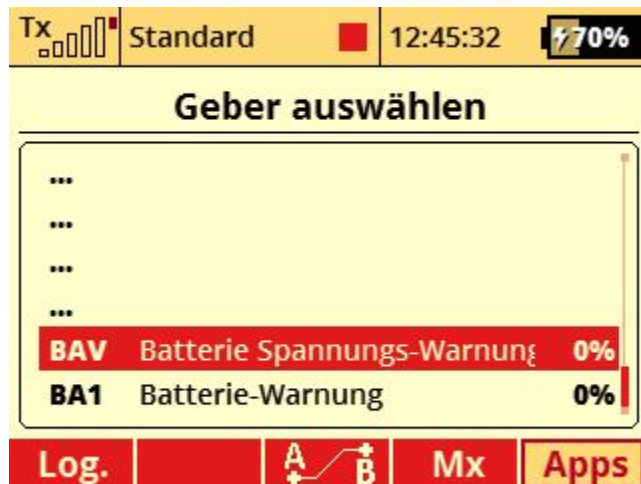 Tx Standard 12:45:32 70%
Geber auswählen
...
...
...
...
BAV Batterie Spannungs-Warnung 0%
BA1 Batterie-Warnung 0%
Log. A B Mx Apps